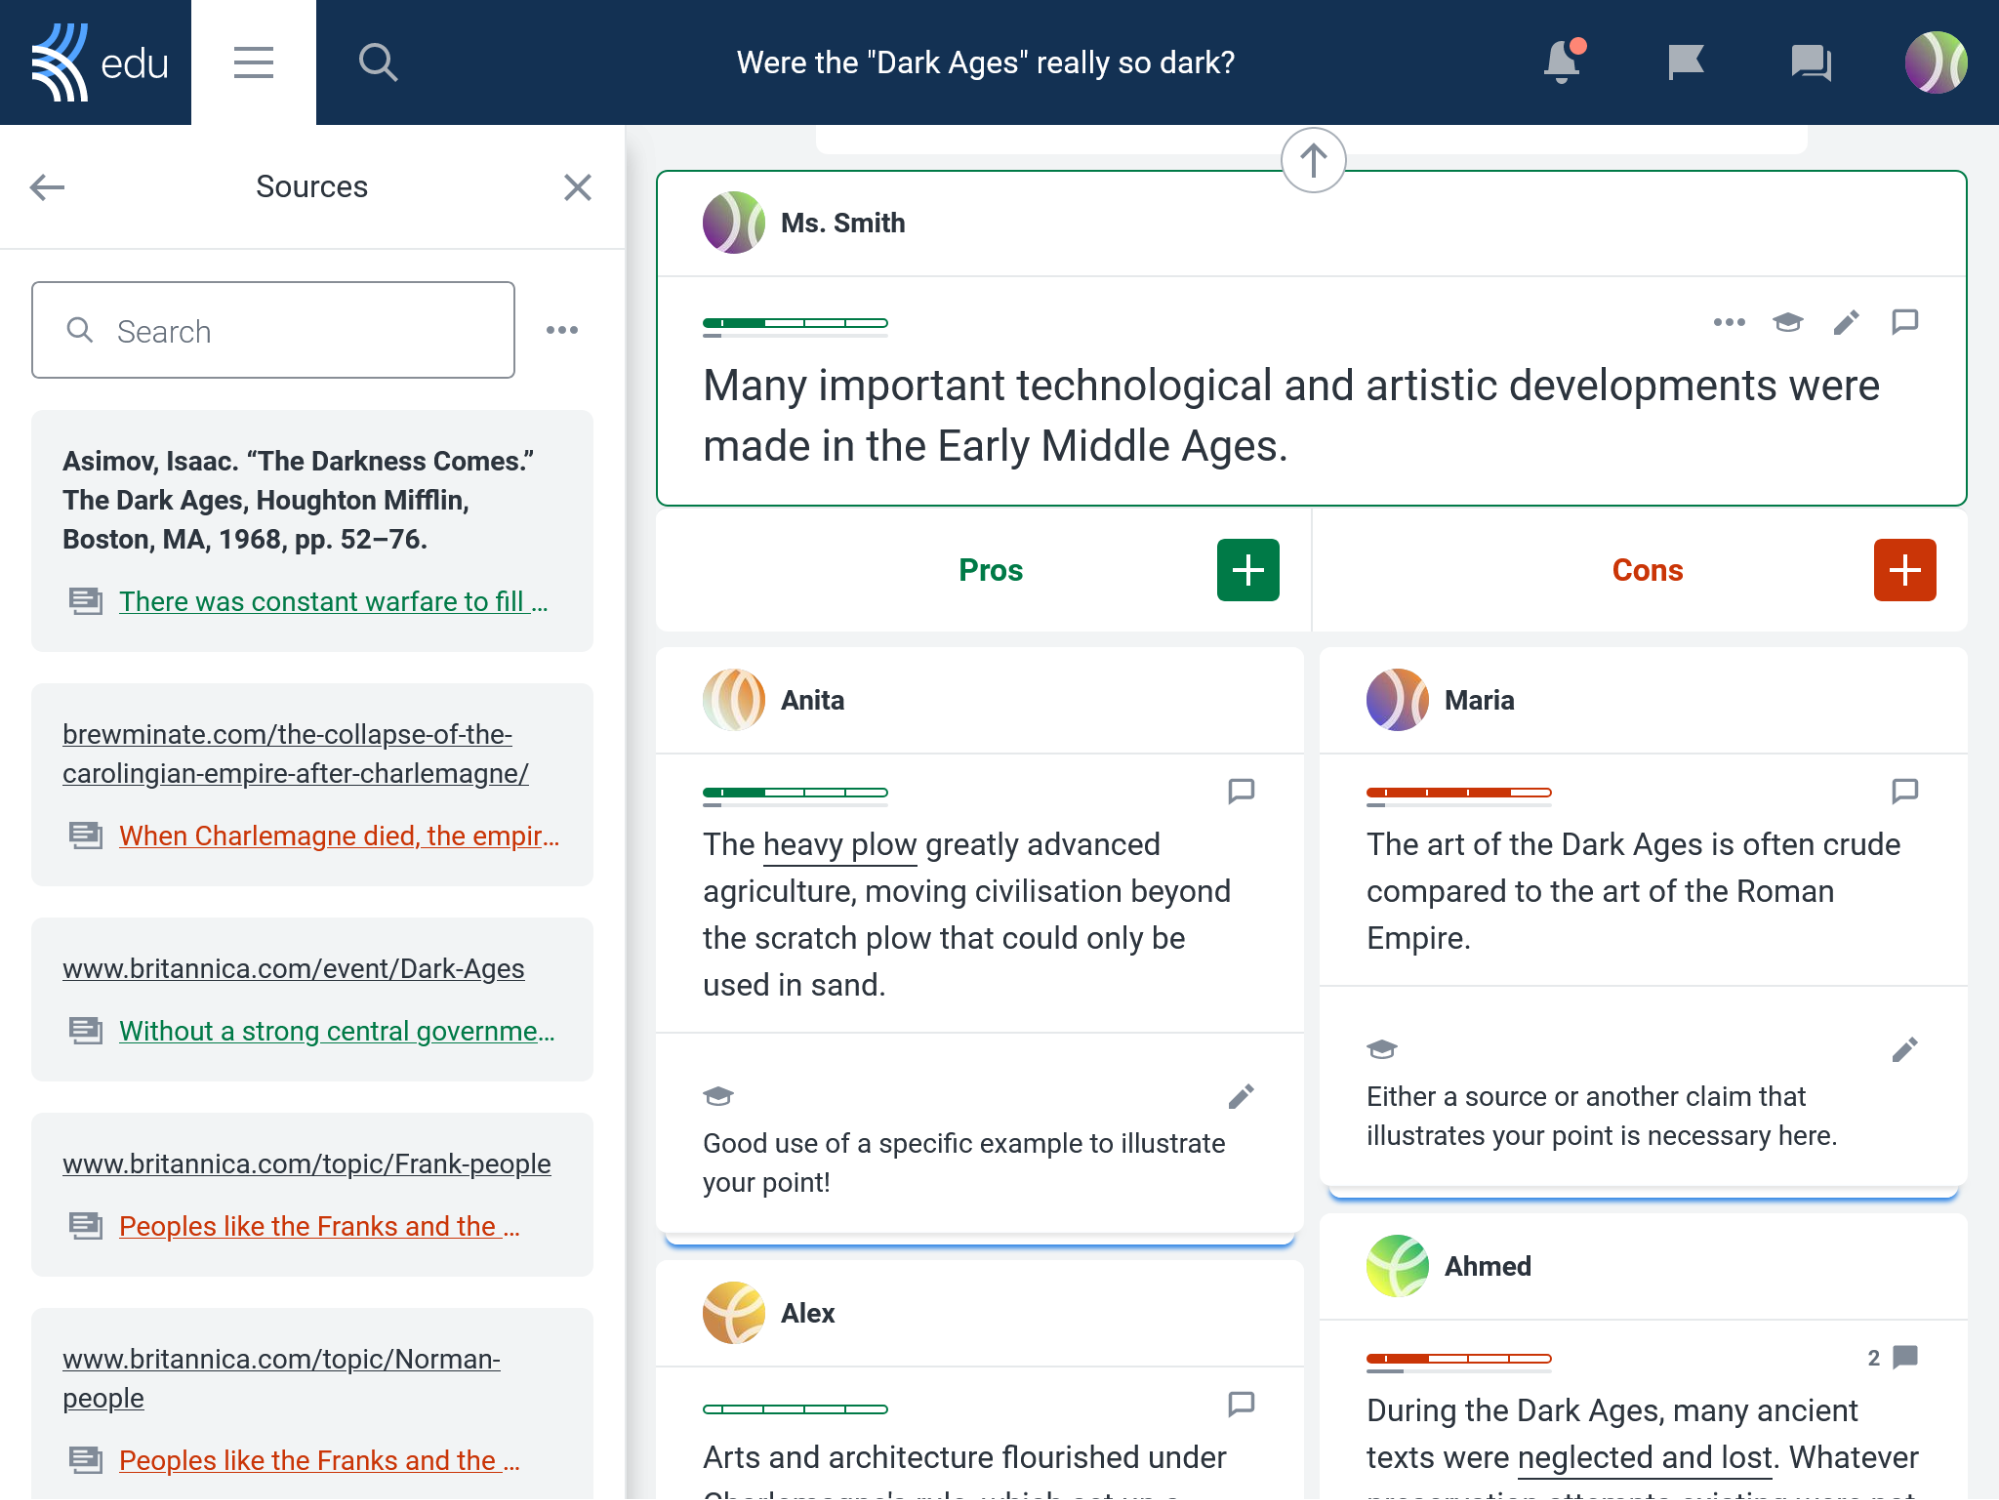 edu
Were the "Dark Ages" really so dark?
Sources
Search
Asimov, Isaac. “The Darkness Comes.”
The Dark Ages, Houghton Mifflin,
Boston, MA, 1968, pp. 52–76.
There was constant warfare to fill ...
brewminate.com/the-collapse-of-the-
carolingian-empire-after-charlemagne/
When Charlemagne died, the empir...
www.britannica.com/event/Dark-Ages
Without a strong central governme...
www.britannica.com/topic/Frank-people
Peoples like the Franks and the ...
www.britannica.com/topic/Norman-
people
Peoples like the Franks and the ...
Ms. Smith
Many important technological and artistic developments were
made in the Early Middle Ages.
Pros
Cons
Anita
The heavy plow greatly advanced
agriculture, moving civilisation beyond
the scratch plow that could only be
used in sand.
Good use of a specific example to illustrate
your point!
Alex
Arts and architecture flourished under
Maria
The art of the Dark Ages is often crude
compared to the art of the Roman
Empire.
Either a source or another claim that
illustrates your point is necessary here.
Ahmed
2
During the Dark Ages, many ancient
texts were neglected and lost. Whatever